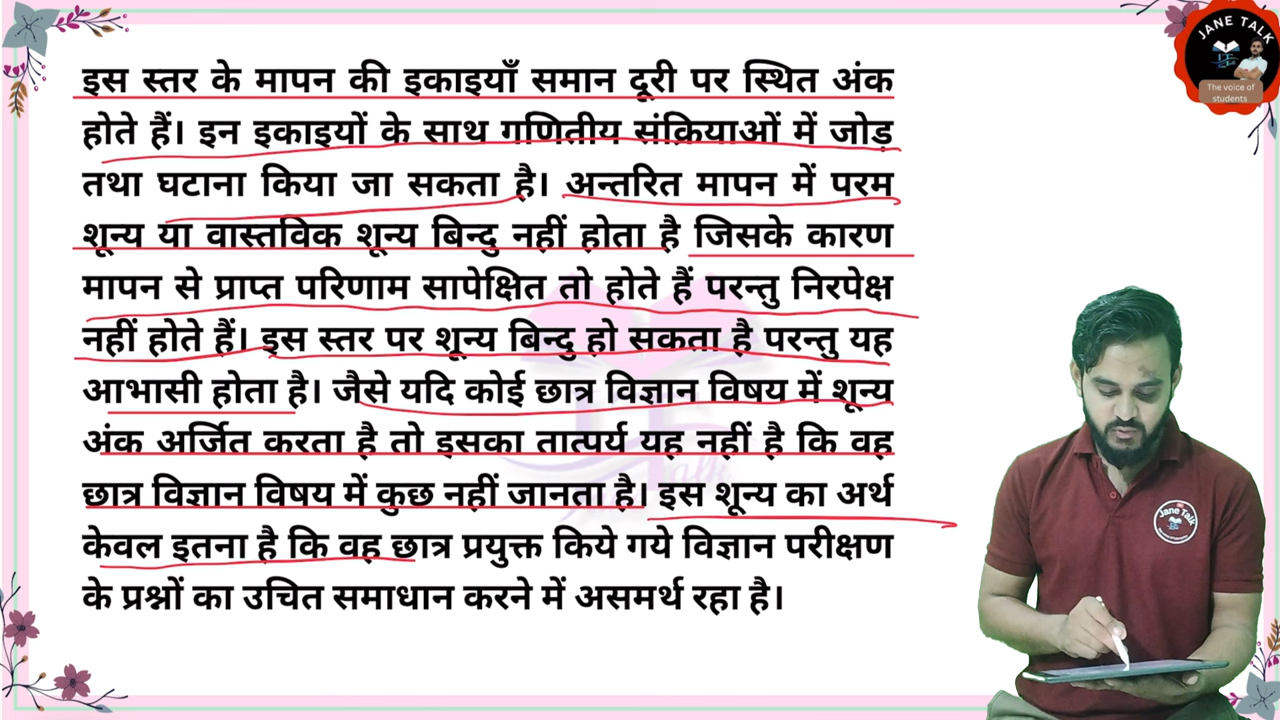 इस स्तर के मापन की इकाइयाँ समान दूरी पर स्थित अंक
होते हैं। इन इकाइयों के साथ गणितीय संक्रियाओं में जोड़
तथा घटाना किया जा सकता है। अन्तरित मापन में परम
शून्य या वास्तविक शून्य बिन्दु नहीं होता है जिसके कारण
मापन से प्राप्त परिणाम सापेक्षित तो होते हैं परन्तु निरपेक्ष
नहीं होते हैं। इस स्तर पर शून्य बिन्दु हो सकता है परन्तु यह
आभासी होता है। जैसे यदि कोई छात्र विज्ञान विषय में शून्य
अंक अर्जित करता है तो इसका तात्पर्य यह नहीं है कि वह
छात्र विज्ञान विषय में कुछ नहीं जानता है। इस शून्य का अर्थ
केवल इतना है कि वह छात्र प्रयुक्त किये गये विज्ञान परीक्षण
के प्रश्नों का उचित समाधान करने में असमर्थ रहा है।
JANE TALK
The voice of
students
Jane Talk
Talk